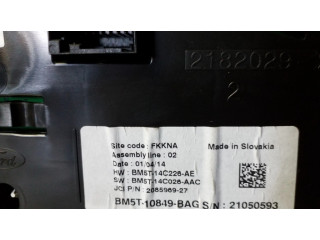 2182029
2
Ford
Site code : FKKNA Made in Slovakia
Assembly line : 02
Date : 01/04/14
HW : BM5T-14C226-AE
SW : BM5T-14C026-AAC
JCI P/N : 2085969-27
BM5T-10849-BAG S/N : 21050593